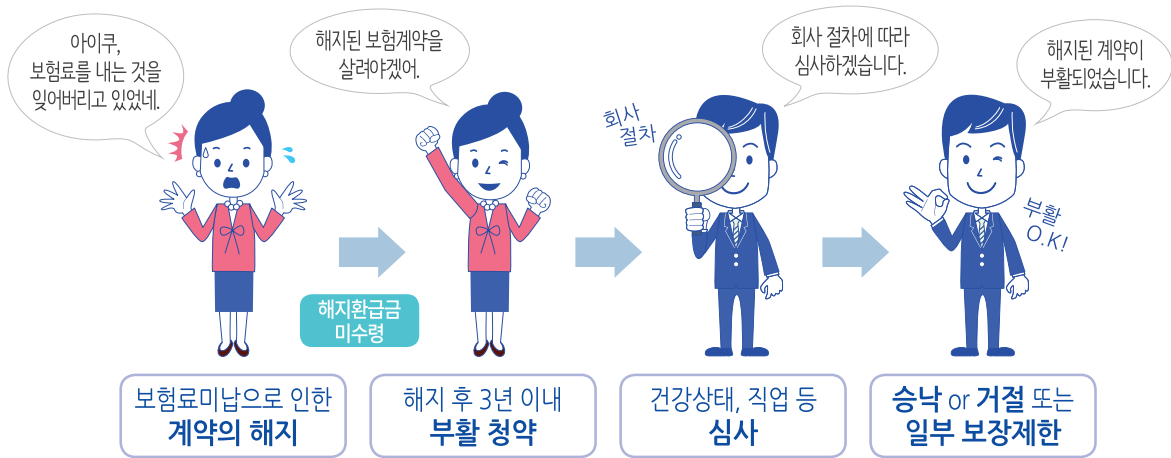 아이쿠,
보험료를 내는 것을
잊어버리고 있었네.
해지된 보험계약을
살려야겠어.
회사 절차에 따라
심사하겠습니다.
해지된 계약이
부활되었습니다.
회사
절차
부활
O.K!
해지환급금
미수령
보험료미납으로 인한
계약의 해지
해지 후 3년 이내
부활 청약
건강상태, 직업 등
심사
승낙 or 거절 또는
일부 보장제한